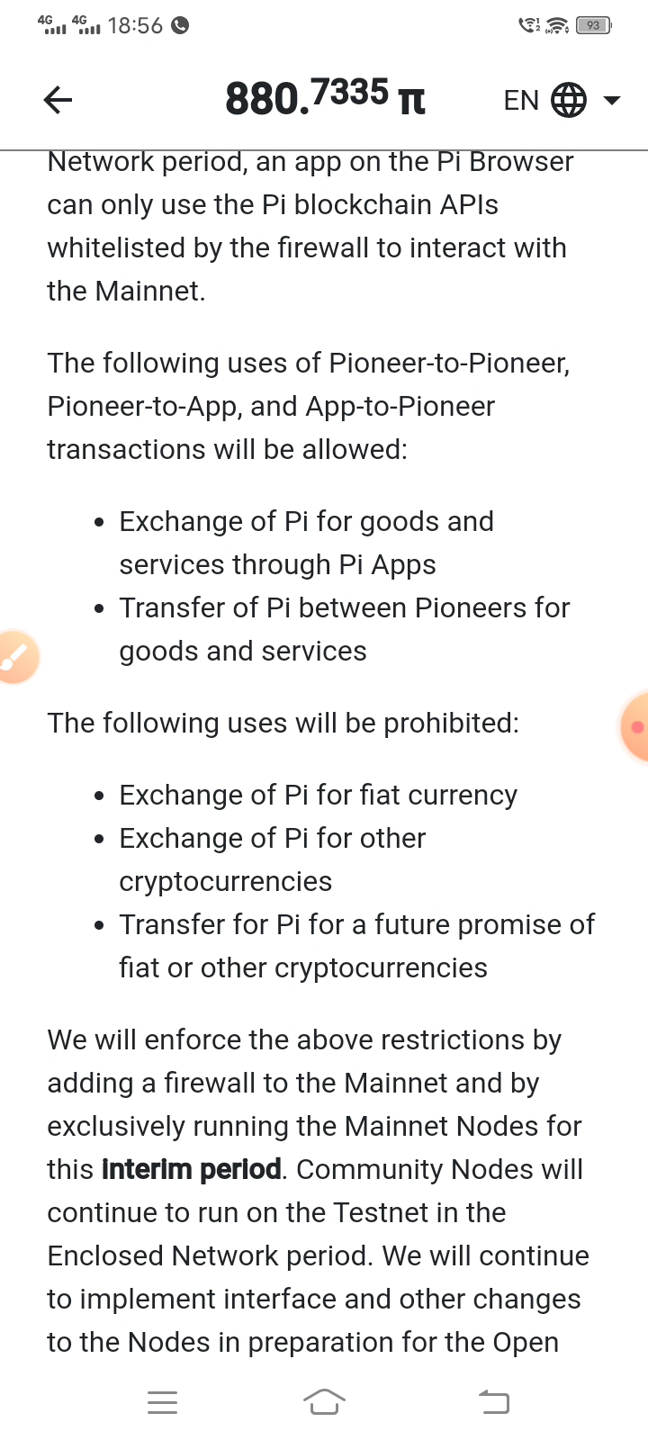 4G 4G 18:56 93
880.7335 π EN
Network period, an app on the Pi Browser
can only use the Pi blockchain APIs
whitelisted by the firewall to interact with
the Mainnet.
The following uses of Pioneer-to-Pioneer,
Pioneer-to-App, and App-to-Pioneer
transactions will be allowed:
• Exchange of Pi for goods and
services through Pi Apps
• Transfer of Pi between Pioneers for
goods and services
The following uses will be prohibited:
• Exchange of Pi for fiat currency
• Exchange of Pi for other
cryptocurrencies
• Transfer for Pi for a future promise of
fiat or other cryptocurrencies
We will enforce the above restrictions by
adding a firewall to the Mainnet and by
exclusively running the Mainnet Nodes for
this interim period. Community Nodes will
continue to run on the Testnet in the
Enclosed Network period. We will continue
to implement interface and other changes
to the Nodes in preparation for the Open